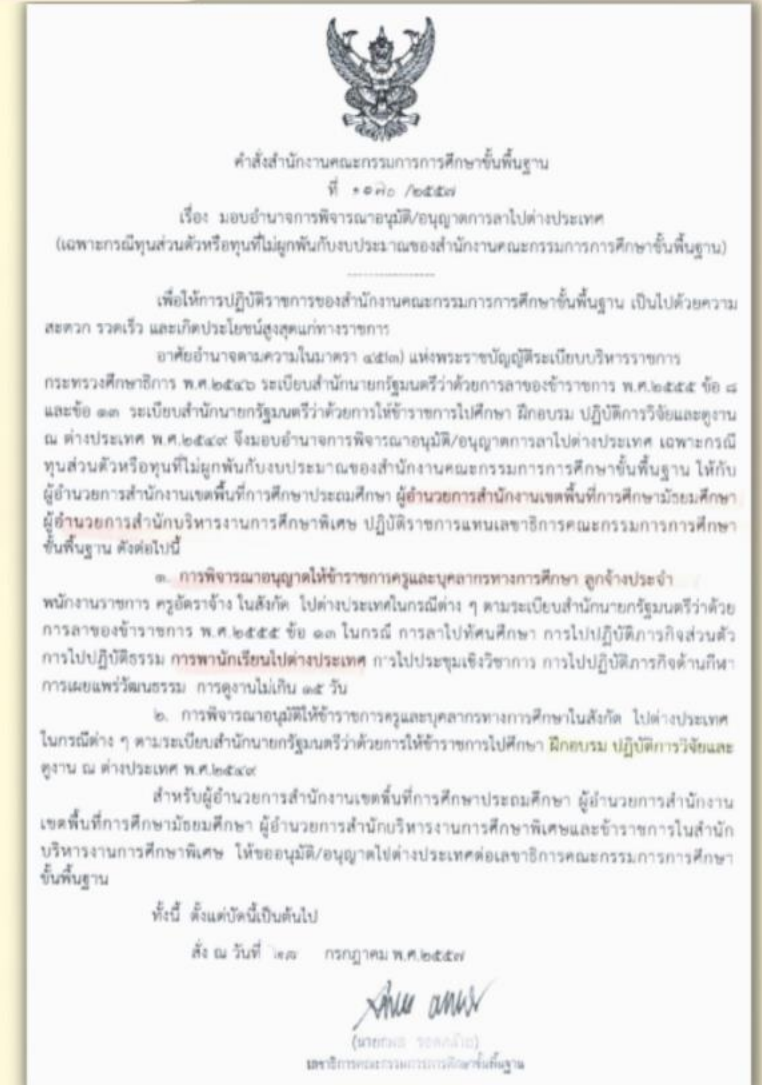 คำสั่งสำนักงานคณะกรรมการการศึกษาขั้นพื้นฐาน
ที่ /๒๕๕๗
เรื่อง มอบอำนาจการพิจารณาอนุมัติ/อนุญาตการลาไปต่างประเทศ
(เฉพาะกรณีทุนส่วนตัวหรือทุนที่ไม่ผูกพันกับงบประมาณของสำนักงานคณะกรรมการการศึกษาขั้นพื้นฐาน)
เพื่อให้การปฏิบัติราชการของสำนักงานคณะกรรมการการศึกษาขั้นพื้นฐาน เป็นไปด้วยความ
สะดวก รวดเร็ว และเกิดประโยชน์สูงสุดแก่ทางราชการ
อาศัยอำนาจตามความในมาตรา ๔๕(๓) แห่งพระราชบัญญัติระเบียบบริหารราชการ
กระทรวงศึกษาธิการ พ.ศ.๒๕๔๖ ระเบียบสำนักนายกรัฐมนตรีว่าด้วยการลาของข้าราชการ พ.ศ.๒๕๕๕ ข้อ ๘
และข้อ ๑๓ ระเบียบสำนักนายกรัฐมนตรีว่าด้วยการให้ข้าราชการไปศึกษา ฝึกอบรม ปฏิบัติการวิจัยและดูงาน
ณ ต่างประเทศ พ.ศ.๒๕๔๙ จึงมอบอำนาจการพิจารณาอนุมัติ/อนุญาตการลาไปต่างประเทศ เฉพาะกรณี
ทุนส่วนตัวหรือทุนที่ไม่ผูกพันกับงบประมาณของสำนักงานคณะกรรมการการศึกษาขั้นพื้นฐาน ให้กับ
ผู้อำนวยการสำนักงานเขตพื้นที่การศึกษาประถมศึกษา ผู้อำนวยการสำนักงานเขตพื้นที่การศึกษามัธยมศึกษา
ผู้อำนวยการสำนักบริหารงานการศึกษาพิเศษ ปฏิบัติราชการแทนเลขาธิการคณะกรรมการการศึกษา
ขั้นพื้นฐาน ดังต่อไปนี้
๑. การพิจารณาอนุญาตให้ข้าราชการครูและบุคลากรทางการศึกษา ลูกจ้างประจำ
พนักงานราชการ ครูอัตราจ้าง ในสังกัด ไปต่างประเทศในกรณีต่าง ๆ ตามระเบียบสำนักนายกรัฐมนตรีว่าด้วย
การลาของข้าราชการ พ.ศ.๒๕๕๕ ข้อ ๑๓ ในกรณี การลาไปทัศนศึกษา การไปปฏิบัติภารกิจส่วนตัว
การไปปฏิบัติธรรม การพานักเรียนไปต่างประเทศ การไปประชุมเชิงวิชาการ การไปปฏิบัติภารกิจด้านกีฬา
การเผยแพร่วัฒนธรรม การดูงานไม่เกิน ๑๕ วัน
๒. การพิจารณาอนุมัติให้ข้าราชการครูและบุคลากรทางการศึกษาในสังกัด ไปต่างประเทศ
ในกรณีต่าง ๆ ตามระเบียบสำนักนายกรัฐมนตรีว่าด้วยการให้ข้าราชการไปศึกษา ฝึกอบรม ปฏิบัติการวิจัยและ
ดูงาน ณ ต่างประเทศ พ.ศ.๒๕๔๙
สำหรับผู้อำนวยการสำนักงานเขตพื้นที่การศึกษาประถมศึกษา ผู้อำนวยการสำนักงาน
เขตพื้นที่การศึกษามัธยมศึกษา ผู้อำนวยการสำนักบริหารงานการศึกษาพิเศษและข้าราชการในสำนัก
บริหารงานการศึกษาพิเศษ ให้ขออนุมัติ/อนุญาตไปต่างประเทศต่อเลขาธิการคณะกรรมการการศึกษา
ขั้นพื้นฐาน
ทั้งนี้ ตั้งแต่บัดนี้เป็นต้นไป
สั่ง ณ วันที่ กรกฎาคม พ.ศ.๒๕๕๗
เลขาธิการคณะกรรมการการศึกษาขั้นพื้นฐาน